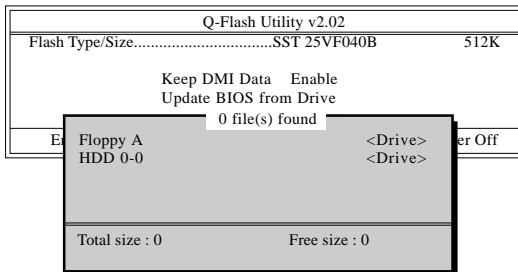 Q-Flash Utility v2.02
Flash Type/Size.................................SST 25VF040B 512K
Keep DMI Data Enable
Update BIOS from Drive
0 file(s) found
Floppy A <Drive>
HDD 0-0 <Drive>
Off
Total size : 0 Free size : 0